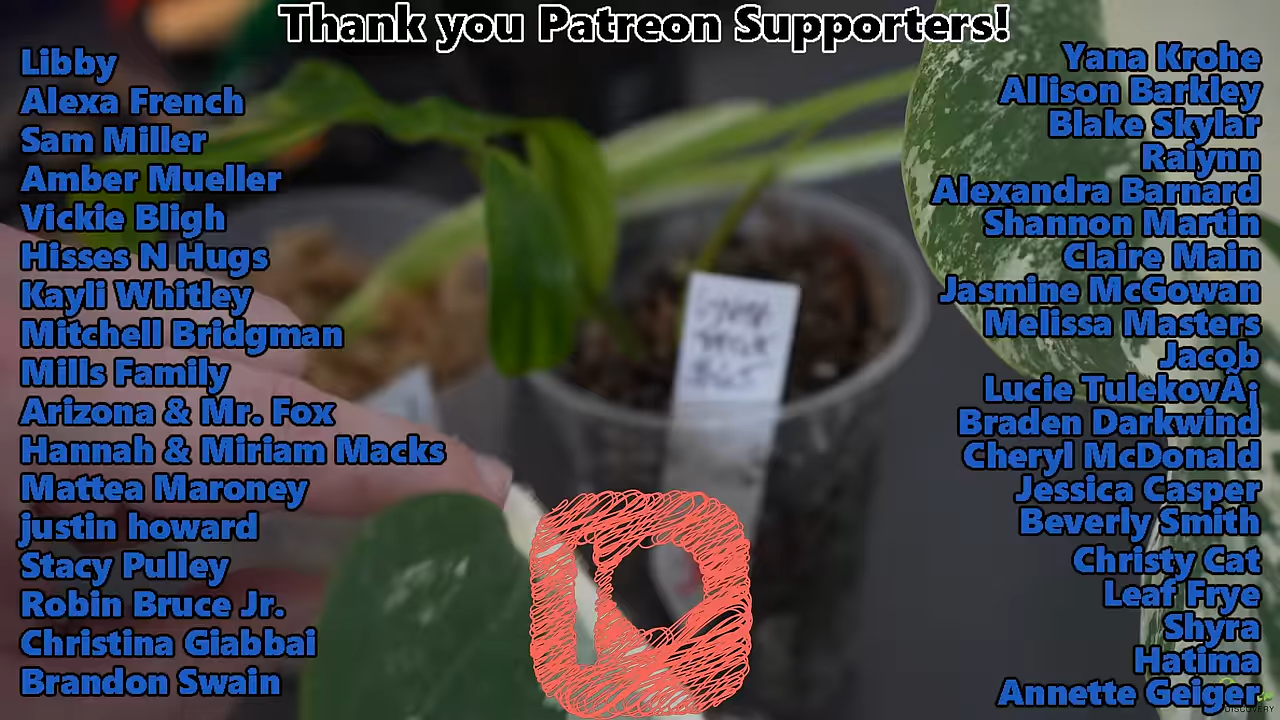 Thank you Patreon Supporters!
Libby
Alexa French
Sam Miller
Amber Mueller
Vickie Bligh
Hisses N Hugs
Kayli Whitley
Mitchell Bridgman
Mills Family
Arizona & Mr. Fox
Hannah & Miriam Macks
Mattea Maroney
justin howard
Stacy Pulley
Robin Bruce Jr.
Christina Giabbai
Brandon Swain
Yana Krohe
Allison Barkley
Blake Skylar
Raiynn
Alexandra Barnard
Shannon Martin
Claire Main
Jasmine McGowan
Melissa Masters
Jacob
Lucie TulekovÃ¡
Braden Darkwind
Cheryl McDonald
Jessica Casper
Beverly Smith
Christy Cat
Leaf Frye
Shyra
Hatima
Annette Geiger
DISCOVERY